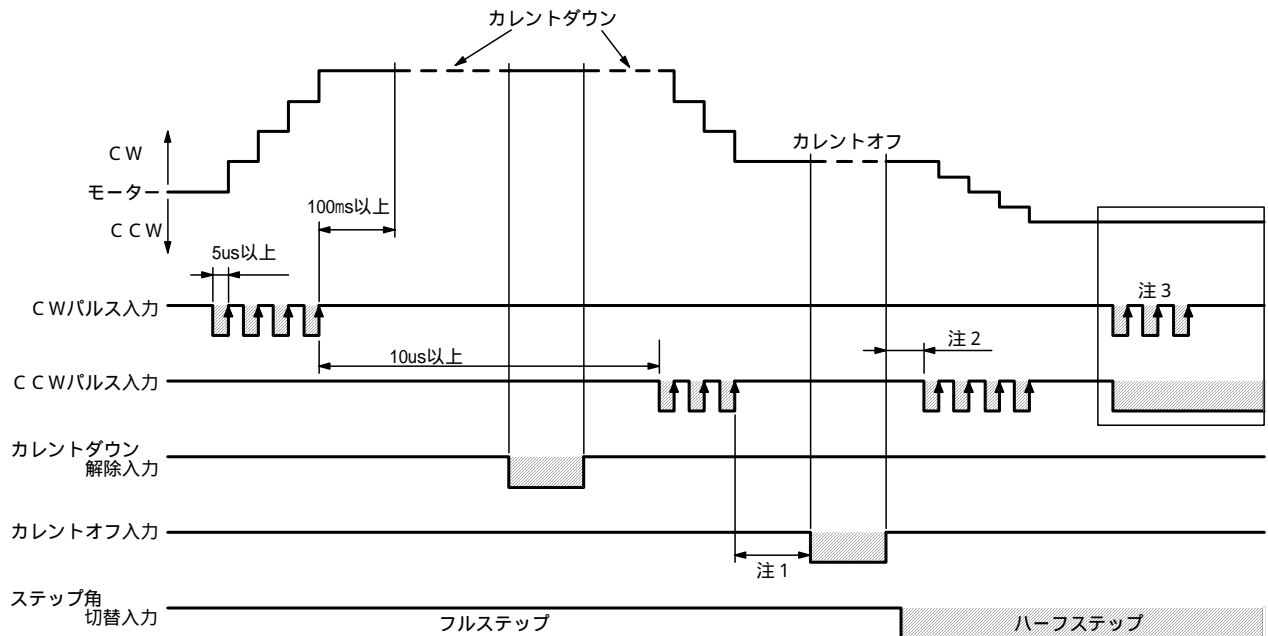 カレントダウン
カレントオフ
CW
モーター
CCW
100ms以上
5us以上
CWパルス入力
注3
10us以上
注2
CCWパルス入力
カレントダウン
解除入力
カレントオフ入力
注1
ステップ角
切替入力
フルステップ
ハーフステップ